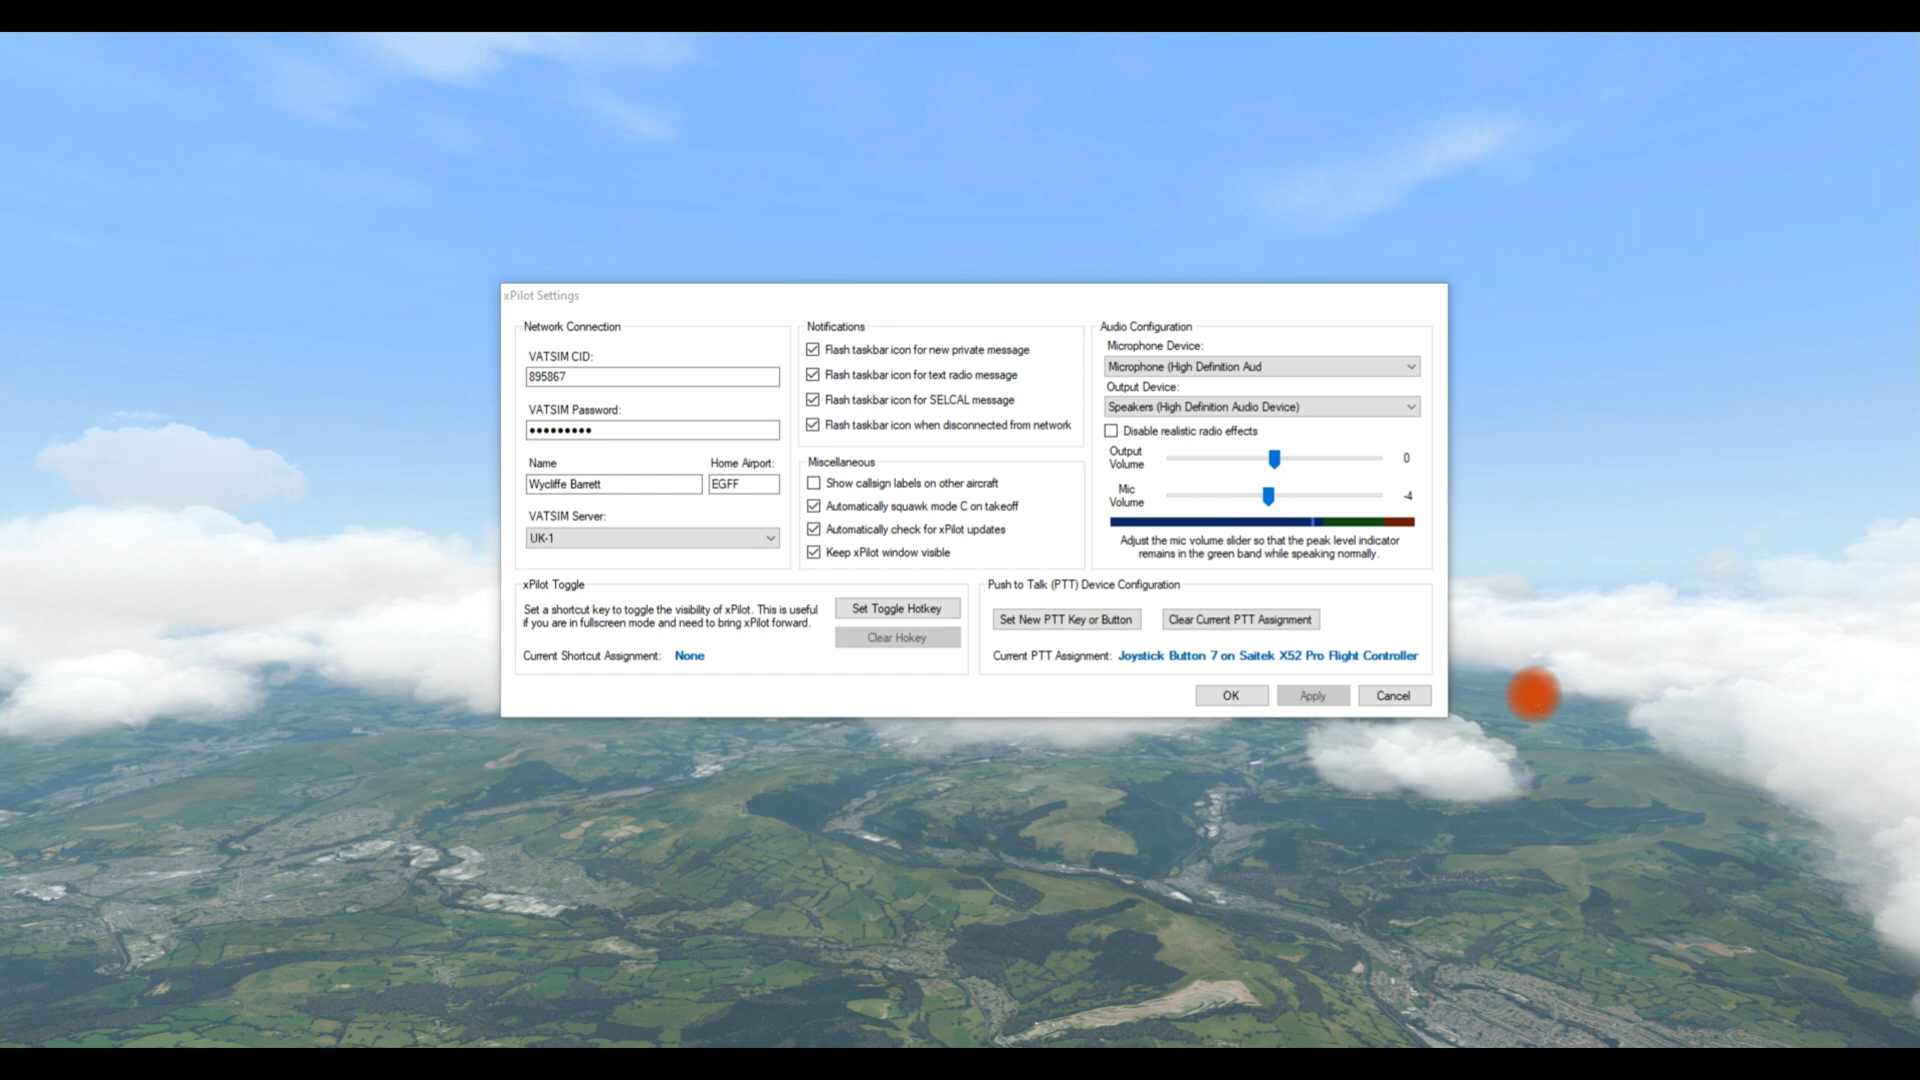 xPilot Settings
Network Connection
VATSIM CID:
895867
VATSIM Password:
●●●●●●●●●
Name
Home Airport:
Wycliffe Barrett
EGFF
VATSIM Server:
UK-1
Notifications
Flash taskbar icon for new private message
Flash taskbar icon for text radio message
Flash taskbar icon for SELCAL message
Flash taskbar icon when disconnected from network
Miscellaneous
Show callsign labels on other aircraft
Automatically squawk mode C on takeoff
Automatically check for xPilot updates
Keep xPilot window visible
Audio Configuration
Microphone Device:
Microphone (High Definition Aud
Output Device:
Speakers (High Definition Audio Device)
Disable realistic radio effects
Output
Volume
0
Mic
Volume
-4
Adjust the mic volume slider so that the peak level indicator
remains in the green band while speaking normally.
xPilot Toggle
Set a shortcut key to toggle the visibility of xPilot. This is useful
if you are in fullscreen mode and need to bring xPilot forward.
Set Toggle Hotkey
Clear Hokey
Current Shortcut Assignment: None
Push to Talk (PTT) Device Configuration
Set New PTT Key or Button
Clear Current PTT Assignment
Current PTT Assignment: Joystick Button 7 on Saitek X52 Pro Flight Controller
OK
Apply
Cancel